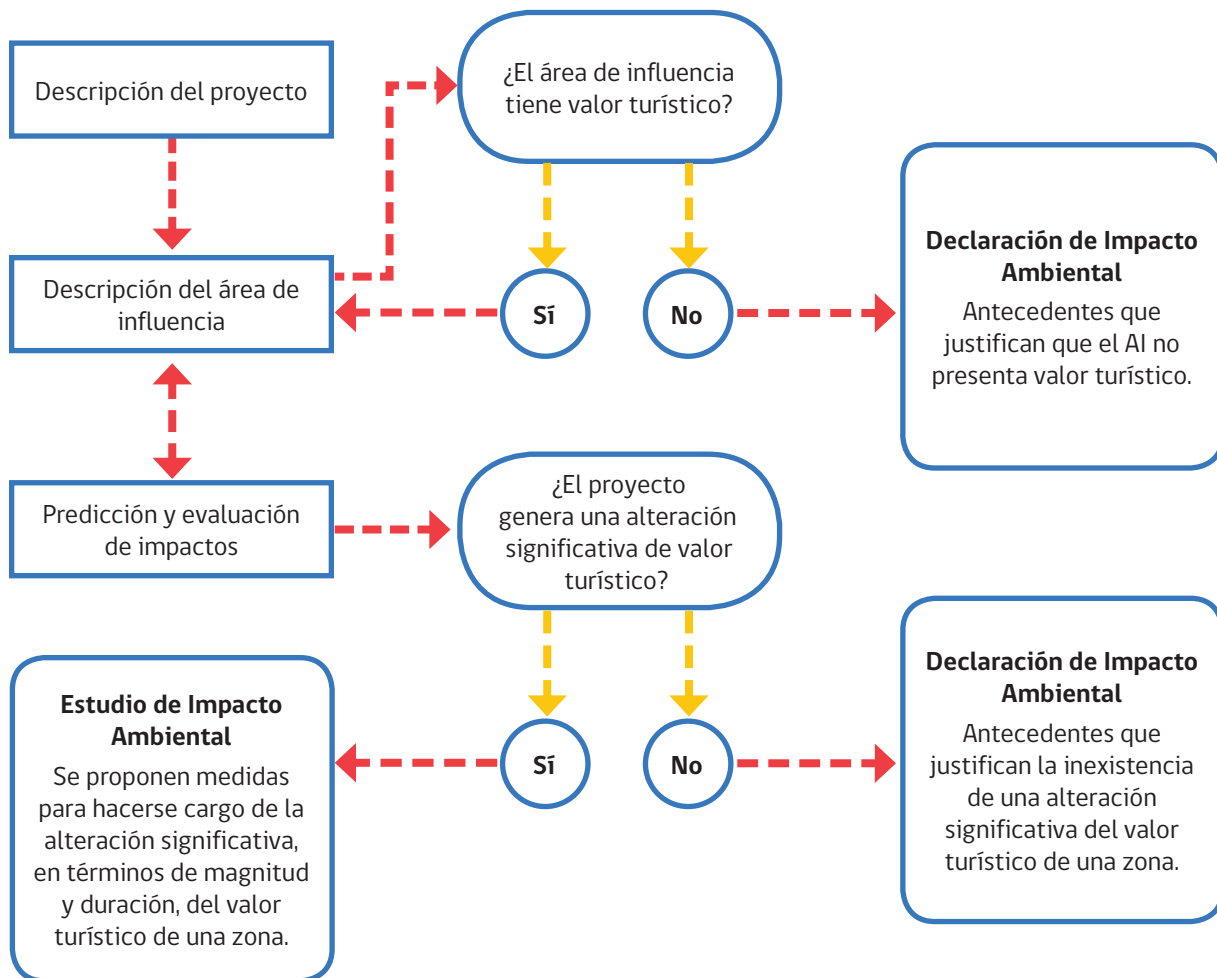 Descripción del proyecto
¿El área de influencia
tiene valor turístico?
Descripción del área de
influencia
Sí
No
Declaración de Impacto
Ambiental
Antecedentes que
justifican que el AI no
presenta valor turístico.
Predicción y evaluación
de impactos
¿El proyecto
genera una alteración
significativa de valor
turístico?
Estudio de Impacto
Ambiental
Se proponen medidas
para hacerse cargo de la
alteración significativa,
en términos de magnitud
y duración, del valor
turístico de una zona.
Sí
No
Declaración de Impacto
Ambiental
Antecedentes que
justifican la inexistencia
de una alteración
significativa del valor
turístico de una zona.